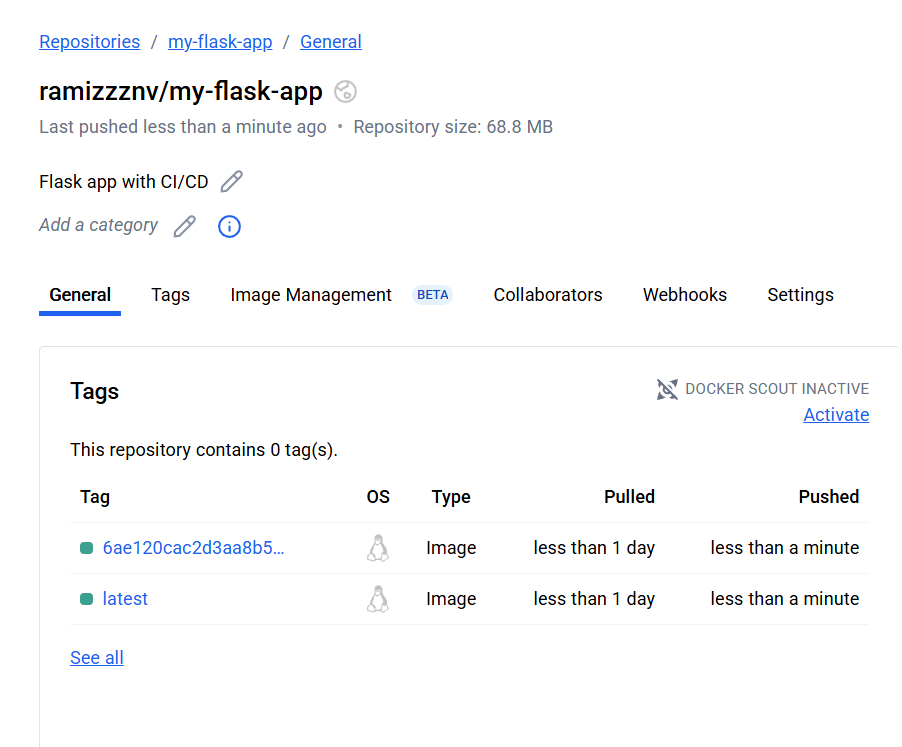 Repositories / my-flask-app / General
ramizzznv/my-flask-app
Last pushed less than a minute ago • Repository size: 68.8 MB
Flask app with CI/CD
Add a category
General Tags Image Management BETA Collaborators Webhooks Settings
Tags DOCKER SCOUT INACTIVE
Activate
This repository contains 0 tag(s).
Tag OS Type Pulled Pushed
6ae120cac2d3aa8b5... Image less than 1 day less than a minute
latest Image less than 1 day less than a minute
See all